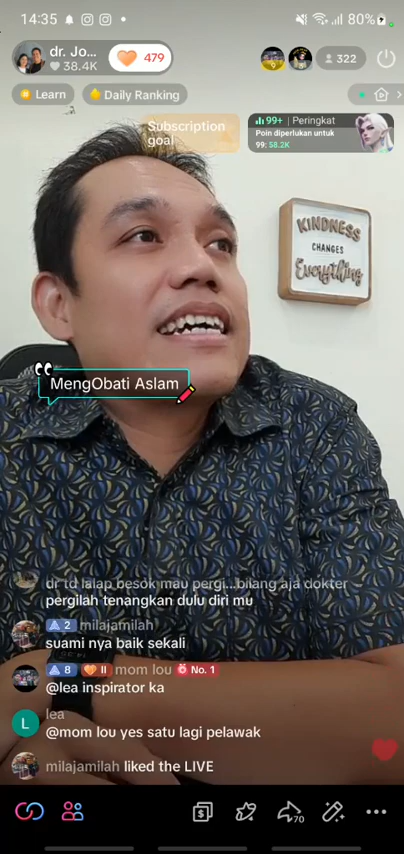 14:35
80%
dr. Jo...
38.4K
479
9
322
Learn
Daily Ranking
Subscription
goal
99+ | Peringkat
Poin diperlukan untuk
99: 58.2K
KINDNESS
CHANGES
Everything
MengObati Aslam
dr td lalap besok mau pergi...bilang aja dokter
pergilah tenangkan dulu diri mu
2 milajamilah
suami nya baik sekali
8 II mom lou No. 1
@lea inspirator ka
L
lea
@mom lou yes satu lagi pelawak
milajamilah liked the LIVE
70